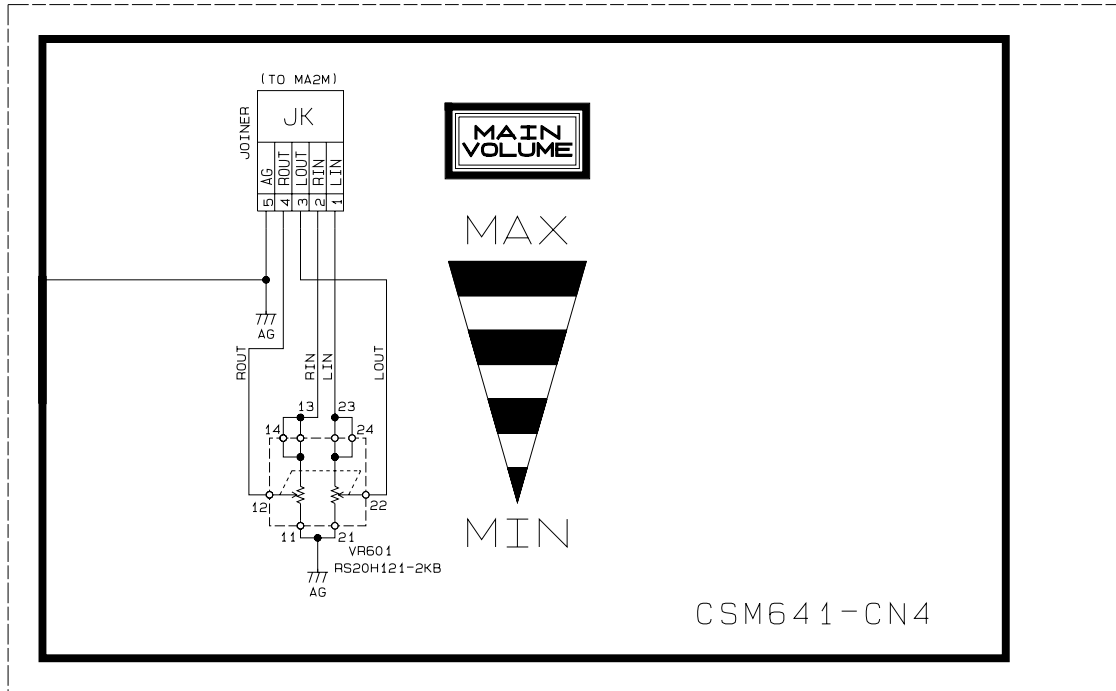 (TO MA2M)
JOINER
JK
AG
ROUT
LOUT
RIN
LIN
5
4
3
2
1
MAIN
VOLUME
MAX
AG
ROUT
RIN
LIN
LOUT
13
23
14
24
12
22
11
21
VR601
RS20H121-2KB
AG
MIN
CSM641-CN4